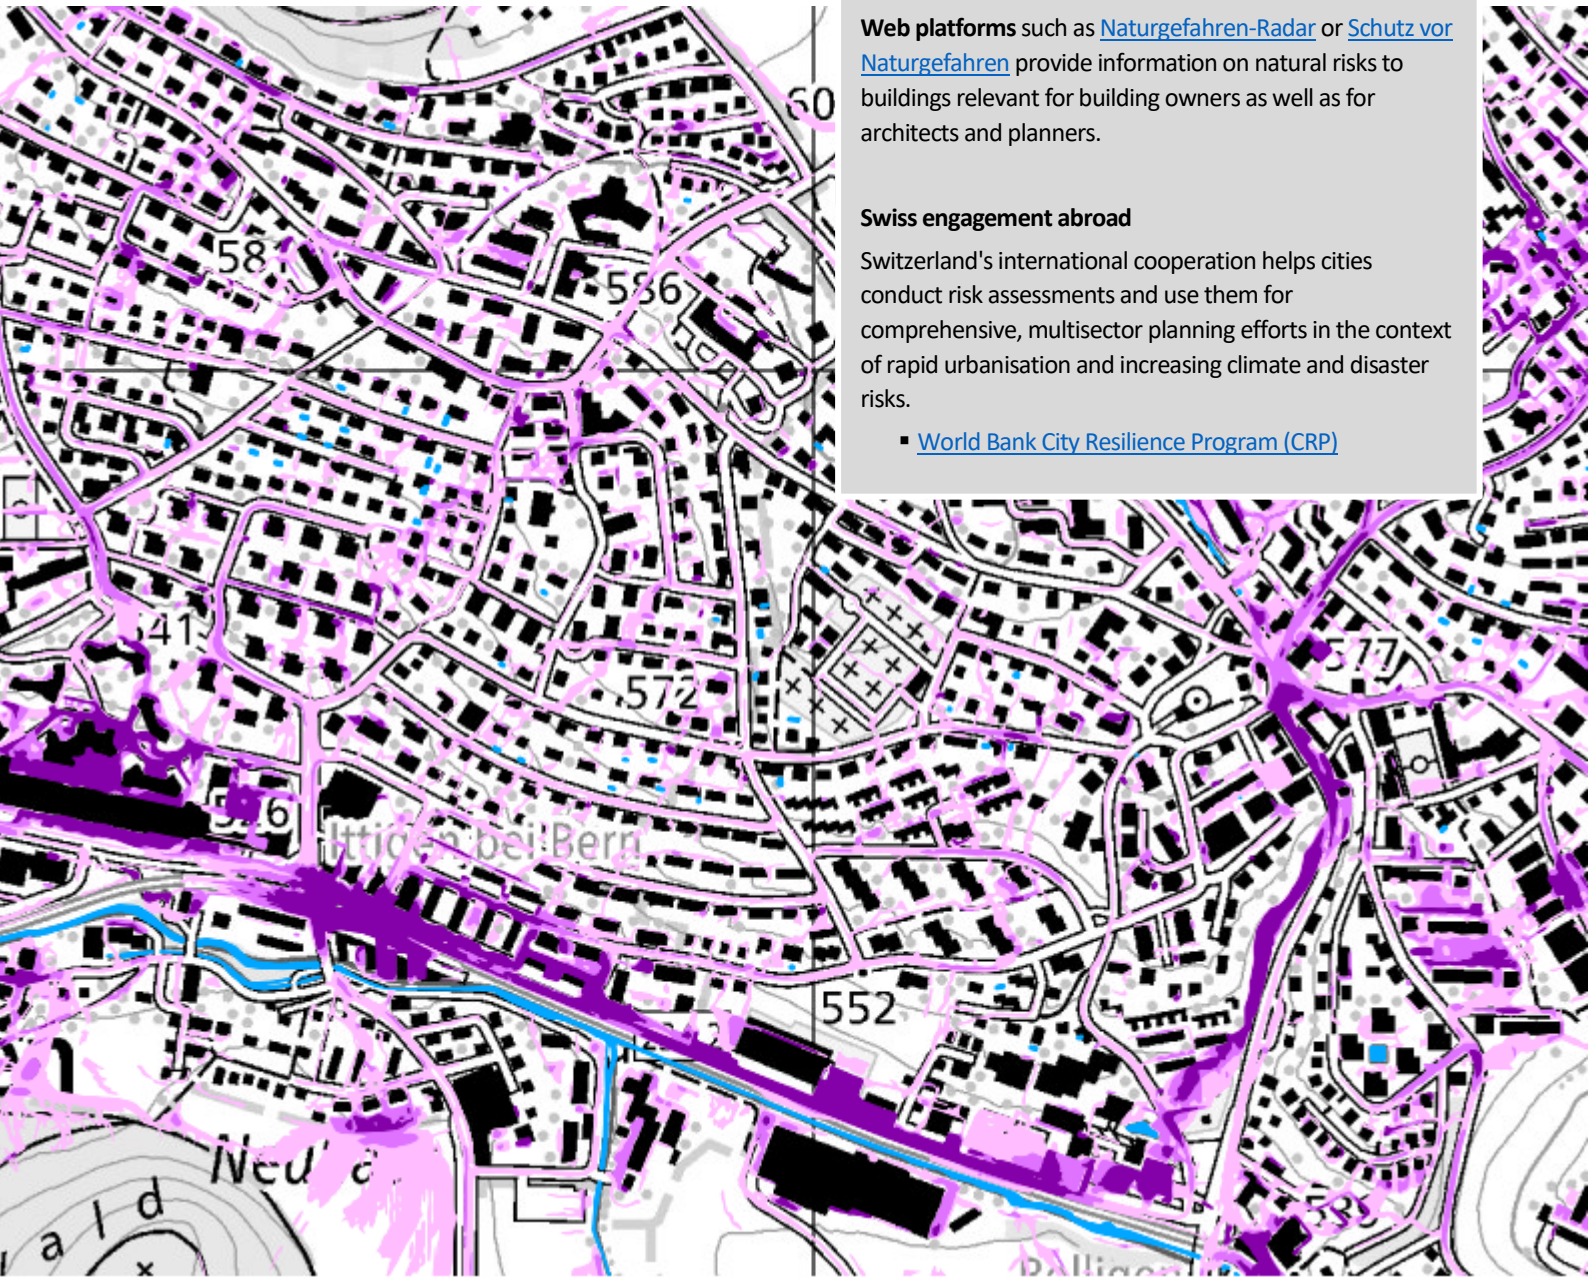 Web platforms such as Naturgefahren-Radar or Schutz vor
Naturgefahren provide information on natural risks to
buildings relevant for building owners as well as for
architects and planners.
Swiss engagement abroad
Switzerland's international cooperation helps cities
conduct risk assessments and use them for
comprehensive, multisector planning efforts in the context
of rapid urbanisation and increasing climate and disaster
risks.
▪ World Bank City Resilience Program (CRP)
60
58
586
41
572
577
Ittigen bei Bern
552
wald